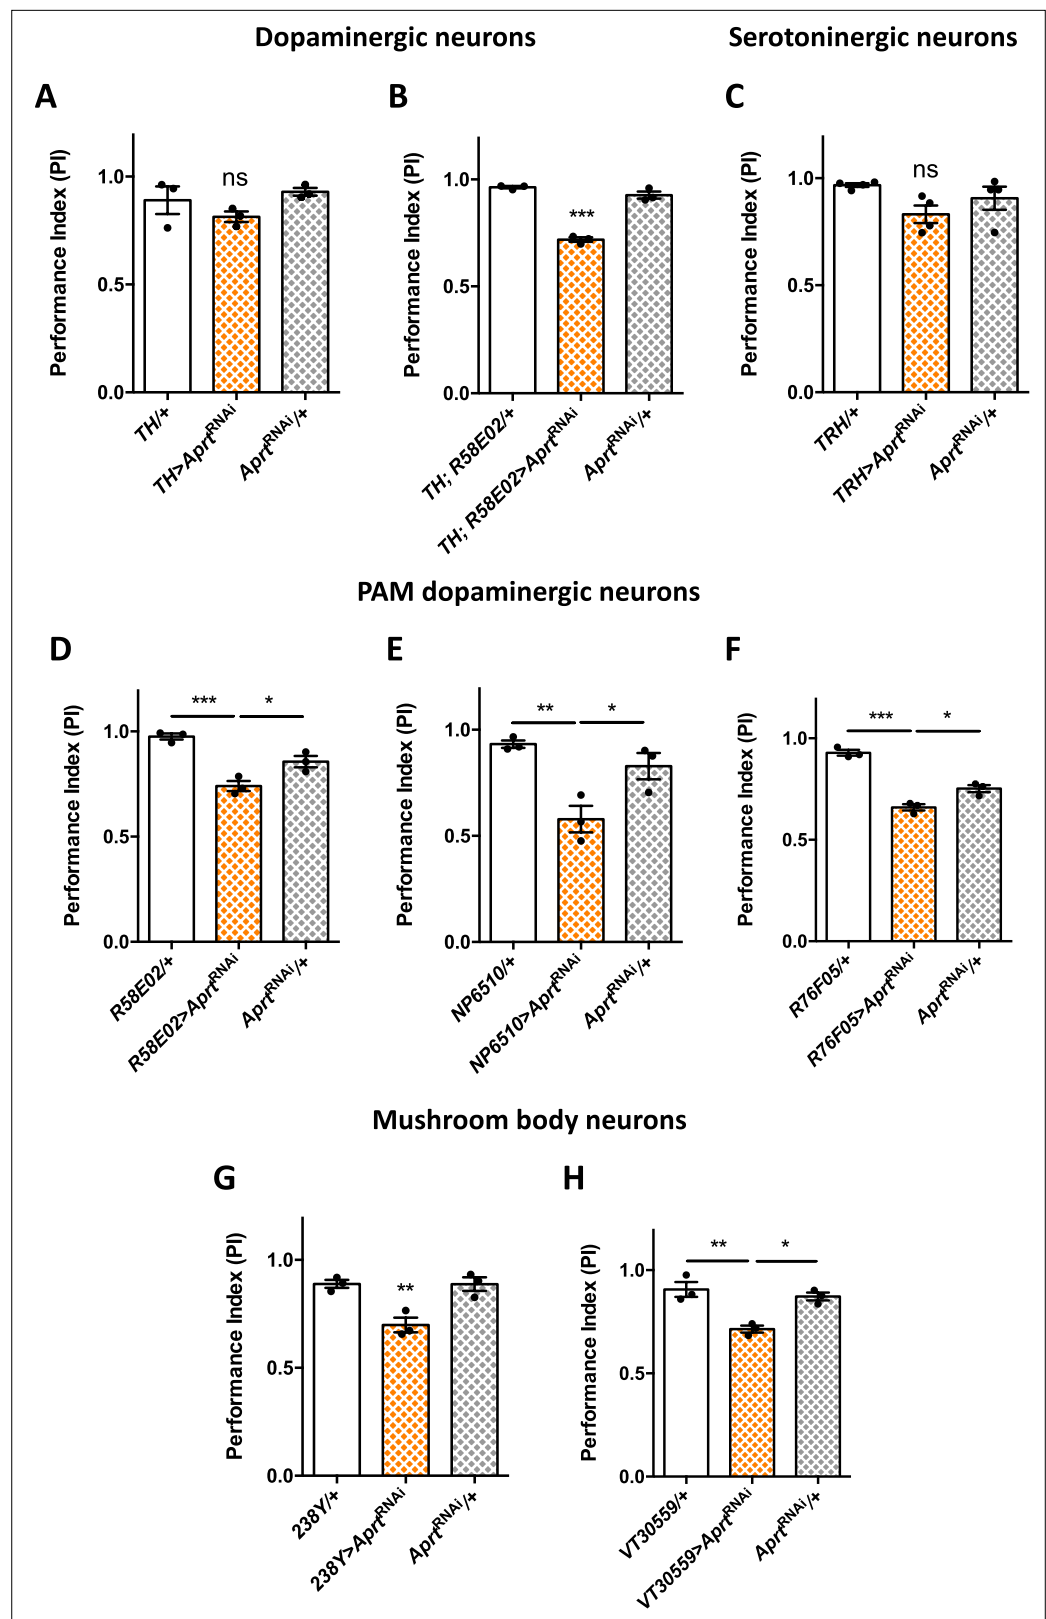 Dopaminergic neurons
Serotoninergic neurons
A
Performance Index (PI)
1.0
0.5
0.0
ns
TH/+
TH>Aprt^RNAi
Aprt^RNAi/+
B
Performance Index (PI)
1.0
0.5
0.0
***
TH; R58E02/+
TH; R58E02>Aprt^RNAi
Aprt^RNAi/+
C
Performance Index (PI)
1.0
0.5
0.0
ns
TRH/+
TRH>Aprt^RNAi
Aprt^RNAi/+
PAM dopaminergic neurons
D
Performance Index (PI)
1.0
0.5
0.0
*** *
R58E02/+
R58E02>Aprt^RNAi
Aprt^RNAi/+
E
Performance Index (PI)
1.0
0.5
0.0
** *
NP6510/+
NP6510>Aprt^RNAi
Aprt^RNAi/+
F
Performance Index (PI)
1.0
0.5
0.0
*** *
R76F05/+
R76F05>Aprt^RNAi
Aprt^RNAi/+
Mushroom body neurons
G
Performance Index (PI)
1.0
0.5
0.0
**
238Y/+
238Y>Aprt^RNAi
Aprt^RNAi/+
H
Performance Index (PI)
1.0
0.5
0.0
** *
VT30559/+
VT30559>Aprt^RNAi
Aprt^RNAi/+